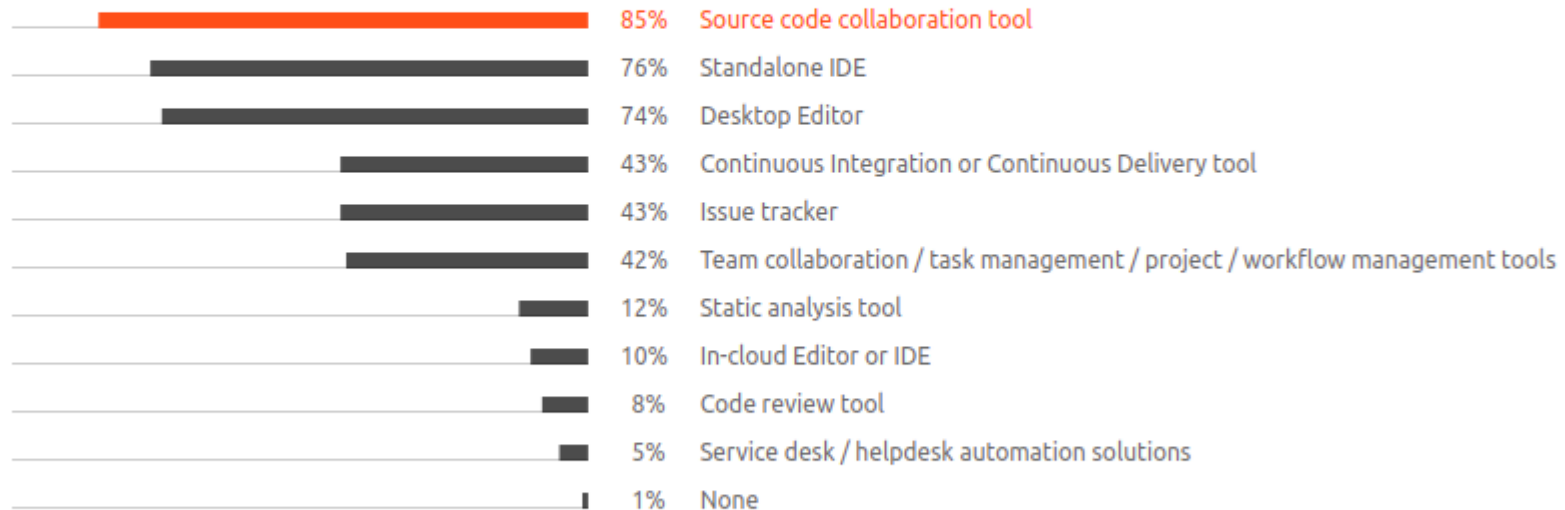 85% Source code collaboration tool
76% Standalone IDE
74% Desktop Editor
43% Continuous Integration or Continuous Delivery tool
43% Issue tracker
42% Team collaboration / task management / project / workflow management tools
12% Static analysis tool
10% In-cloud Editor or IDE
8% Code review tool
5% Service desk / helpdesk automation solutions
1% None